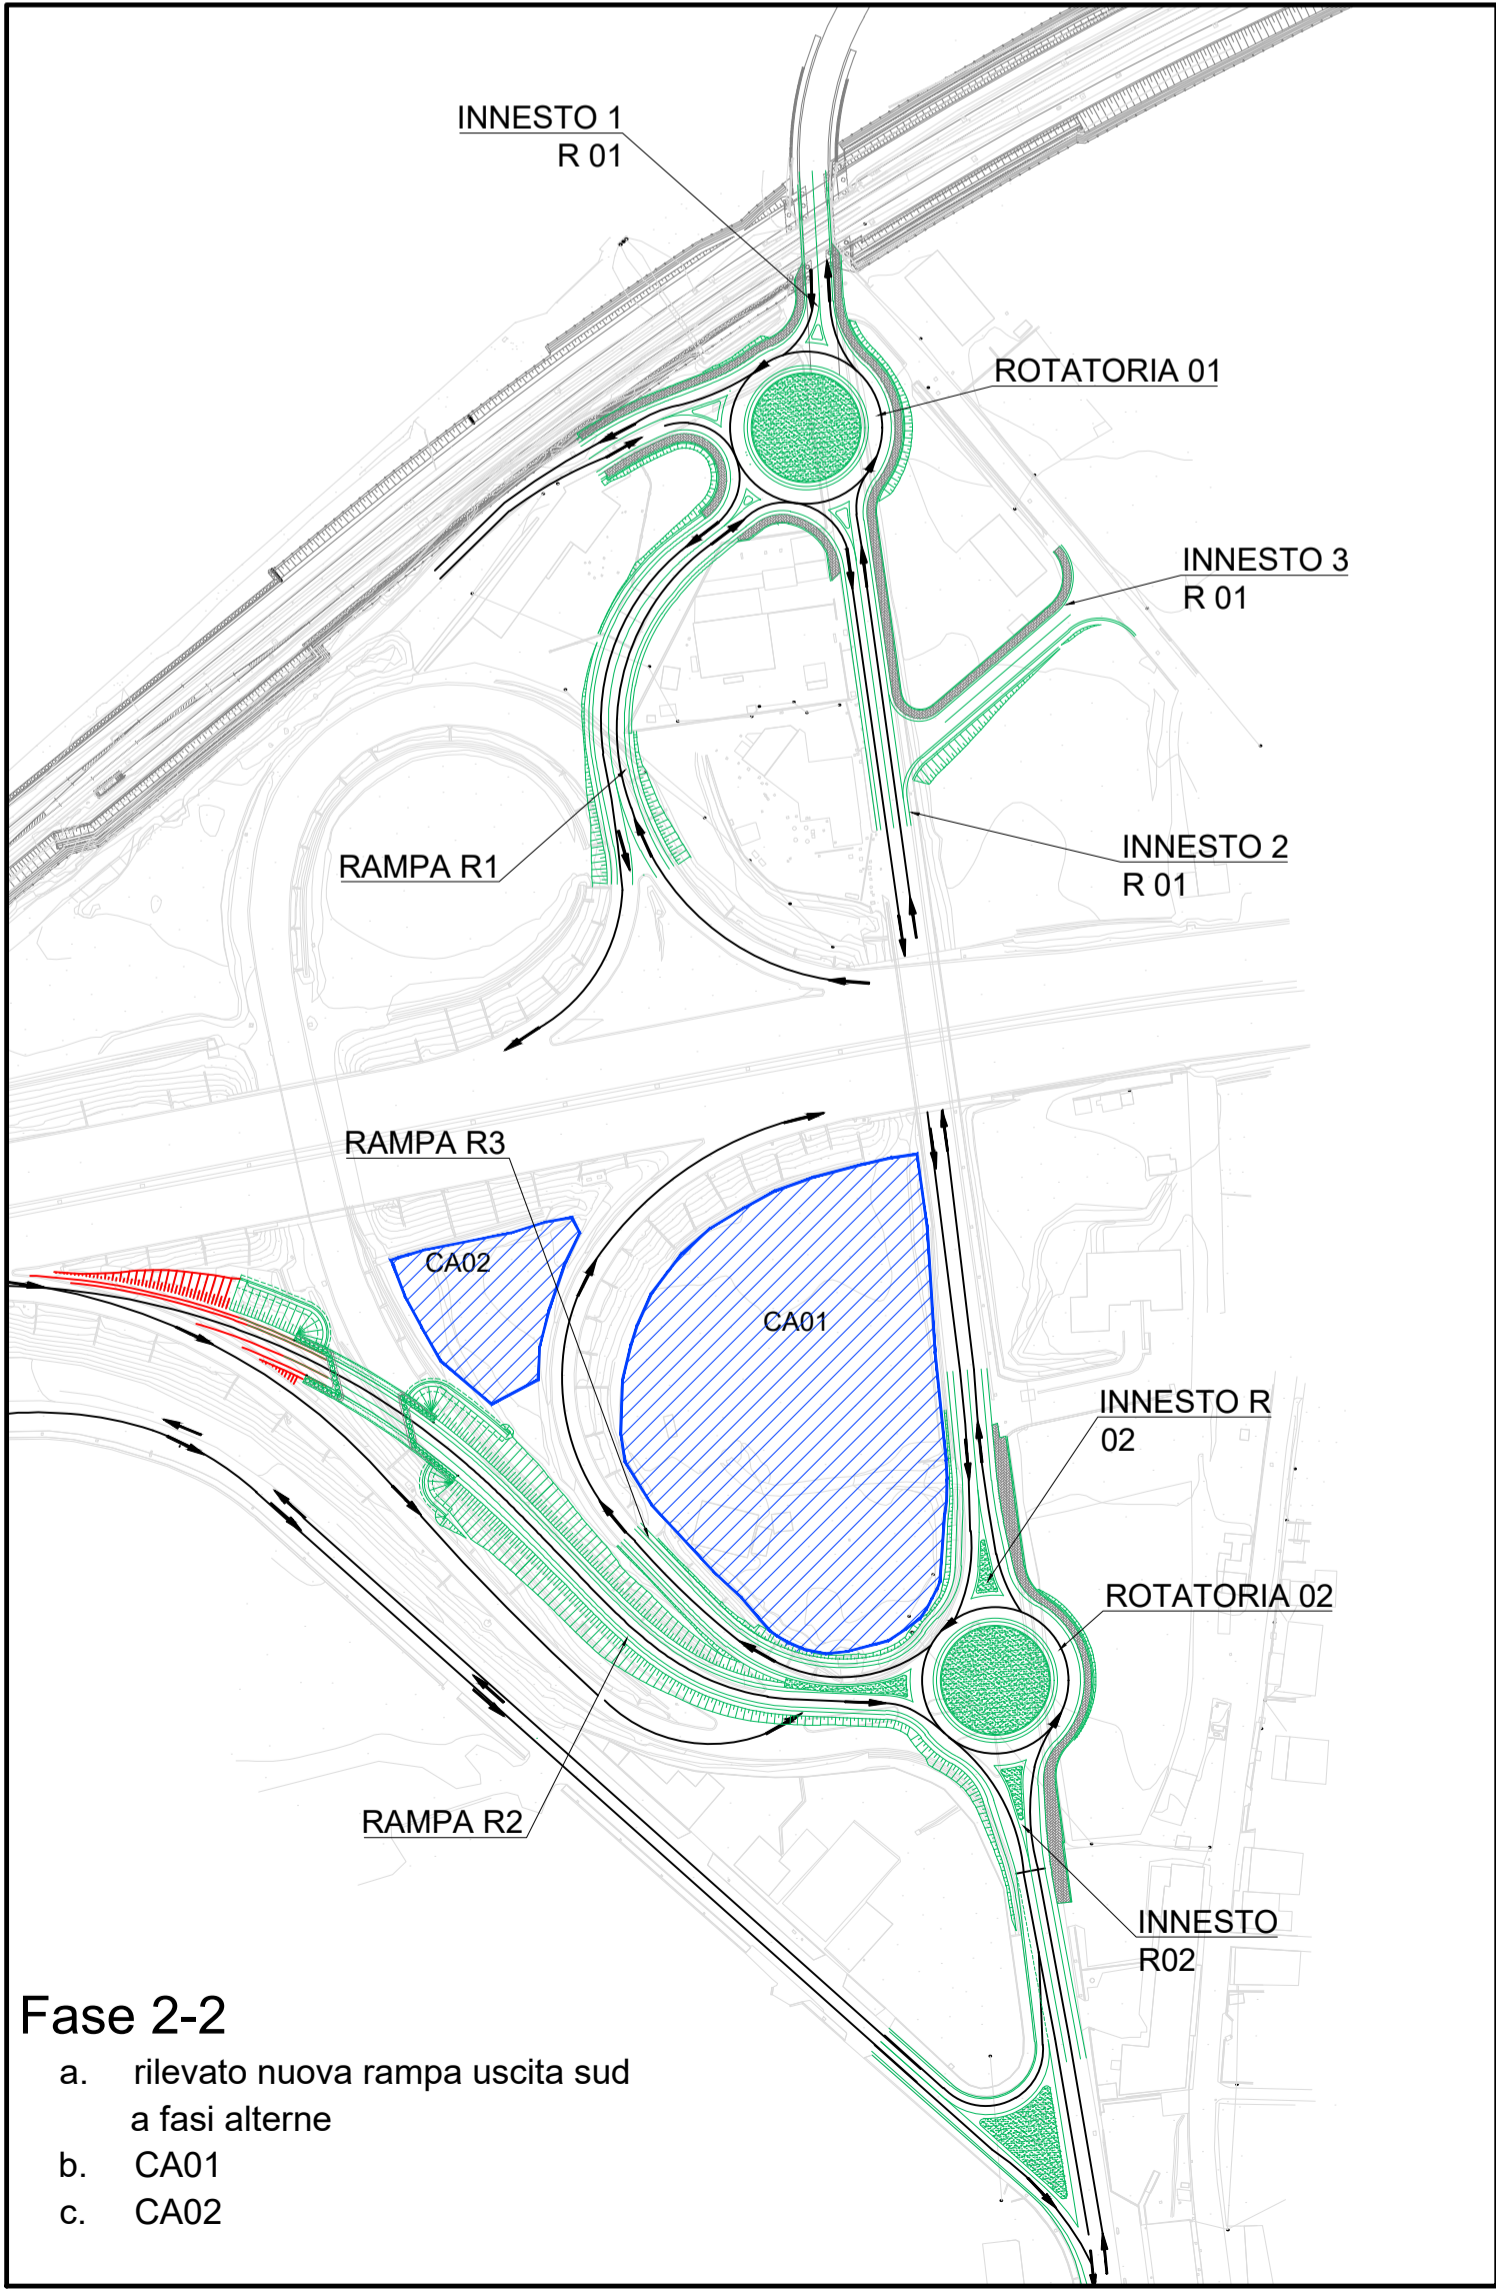 INNESTO 1
R 01
ROTATORIA 01
INNESTO 3
R 01
INNESTO 2
R 01
RAMPA R1
RAMPA R3
CA02
CA01
INNESTO R
02
ROTATORIA 02
RAMPA R2
INNESTO
R02
Fase 2-2
a. rilevato nuova rampa uscita sud
a fasi alterne
b. CA01
c. CA02